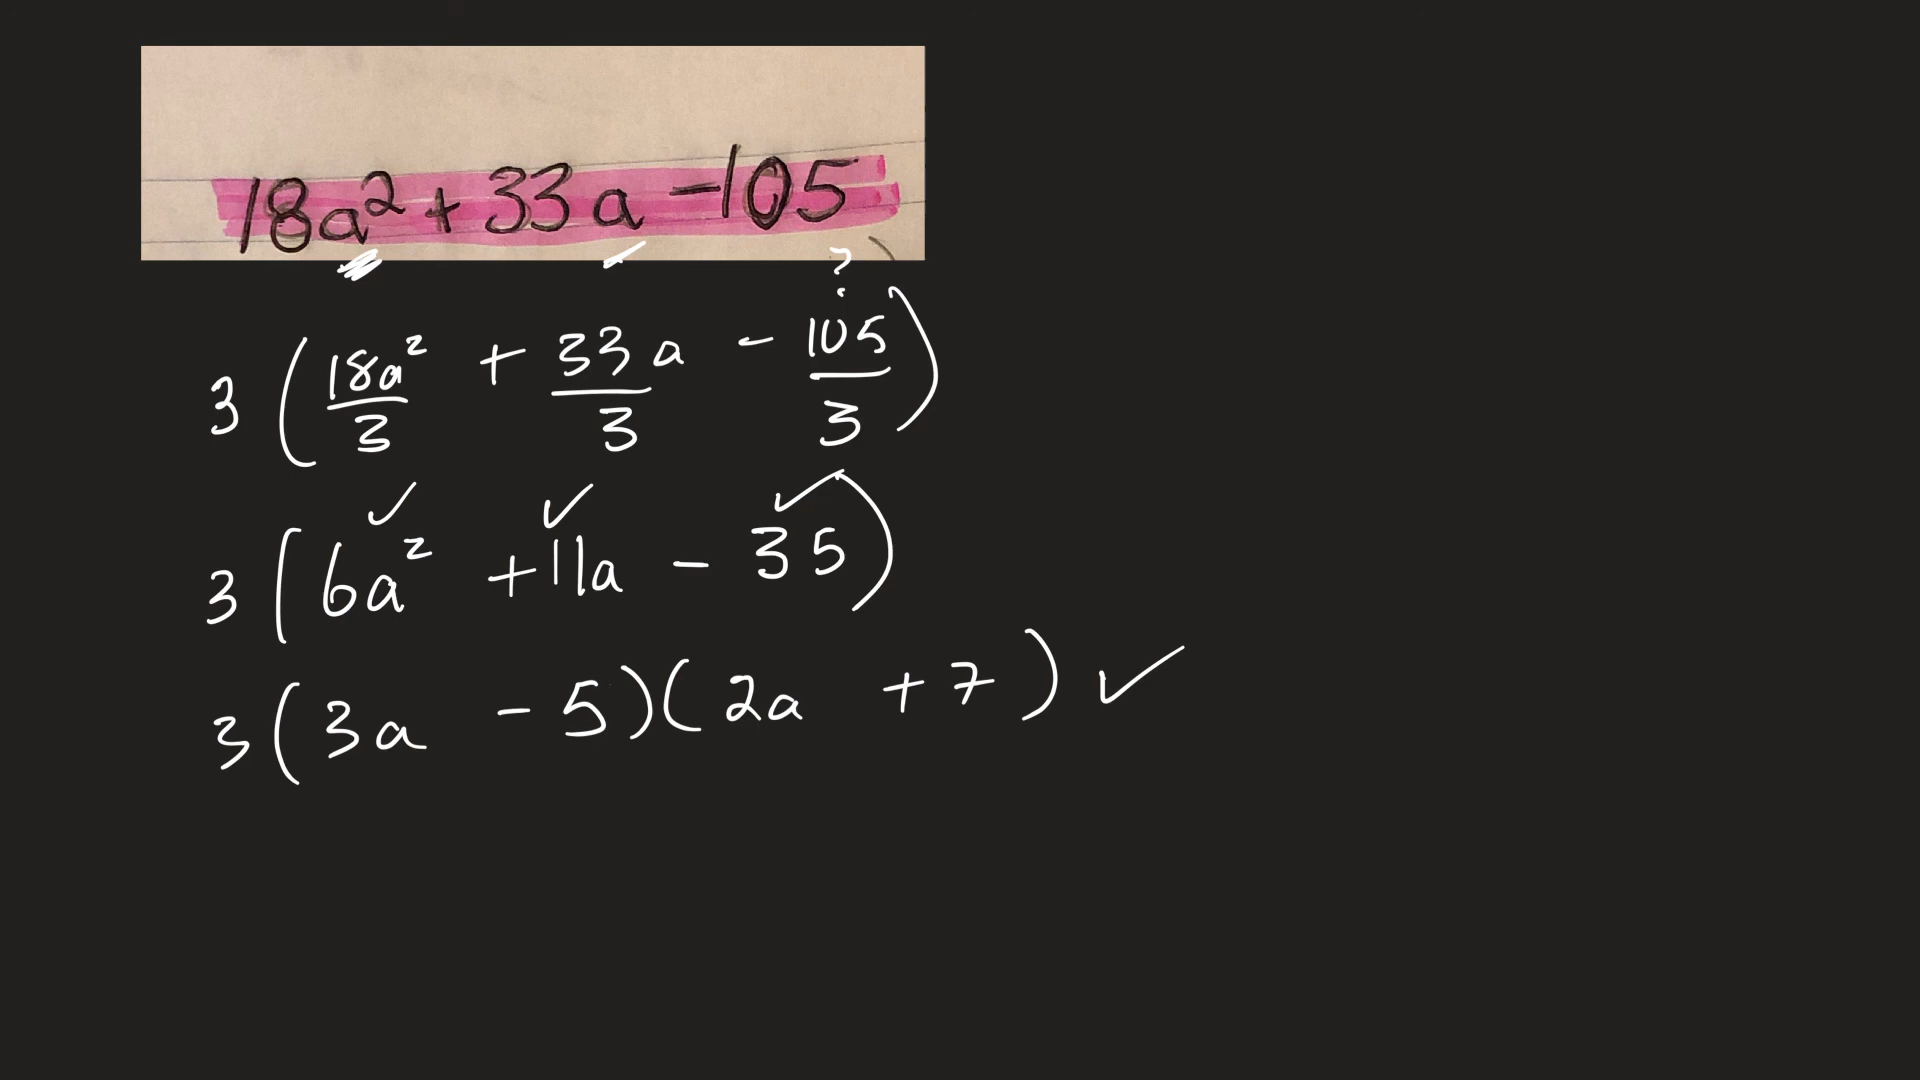 18a² + 33a - 105
?
3 ( 18a²/3 + 33a/3 - 105/3 )
✓ ✓ ✓
3 ( 6a² + 11a - 35 )
3 ( 3a - 5 ) ( 2a + 7 ) ✓